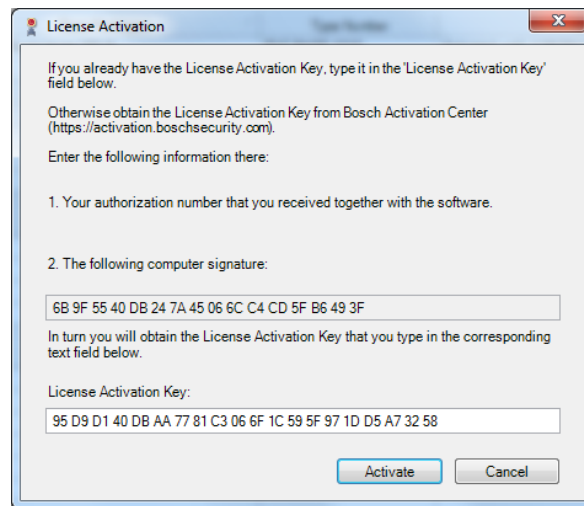 License Activation
If you already have the License Activation Key, type it in the 'License Activation Key'
field below.
Otherwise obtain the License Activation Key from Bosch Activation Center
(https://activation.boschsecurity.com).
Enter the following information there:
1. Your authorization number that you received together with the software.
2. The following computer signature:
6B 9F 55 40 DB 24 7A 45 06 6C C4 CD 5F B6 49 3F
In turn you will obtain the License Activation Key that you type in the corresponding
text field below.
License Activation Key:
95 D9 D1 40 DB AA 77 81 C3 06 6F 1C 59 5F 97 1D D5 A7 32 58
Activate Cancel